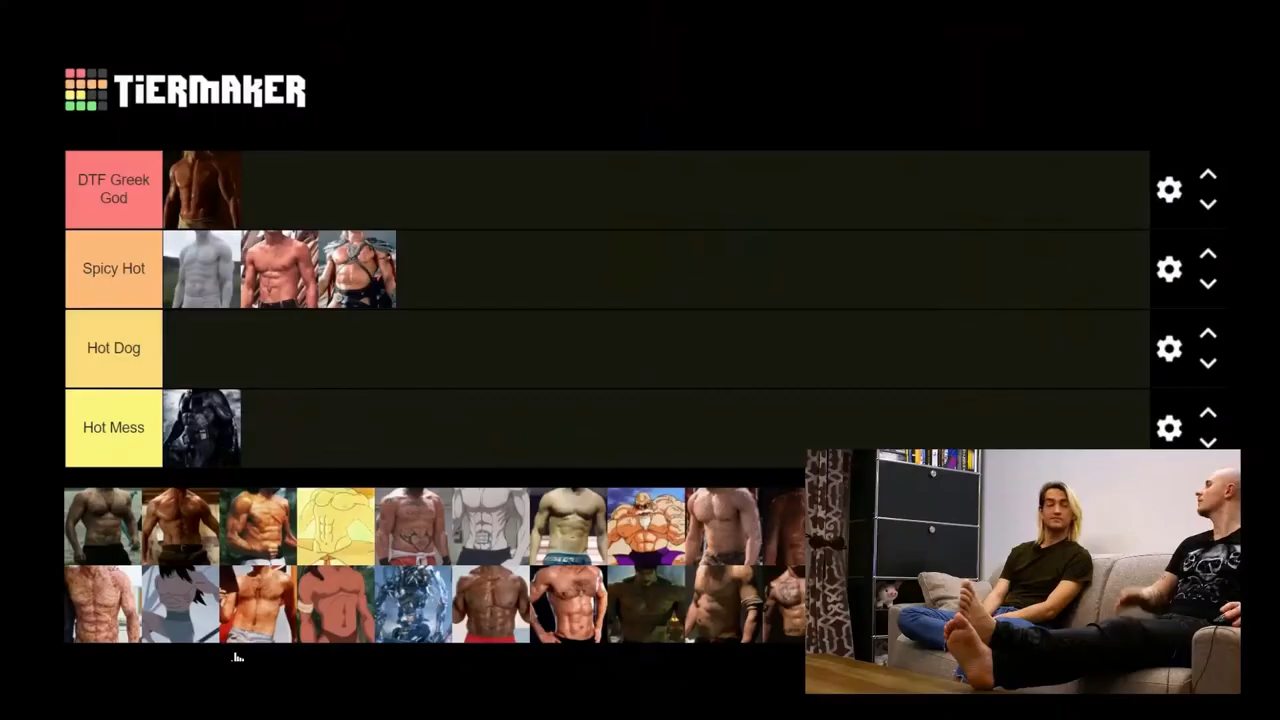 TiERMAKER
DTF Greek
God
Spicy Hot
Hot Dog
Hot Mess